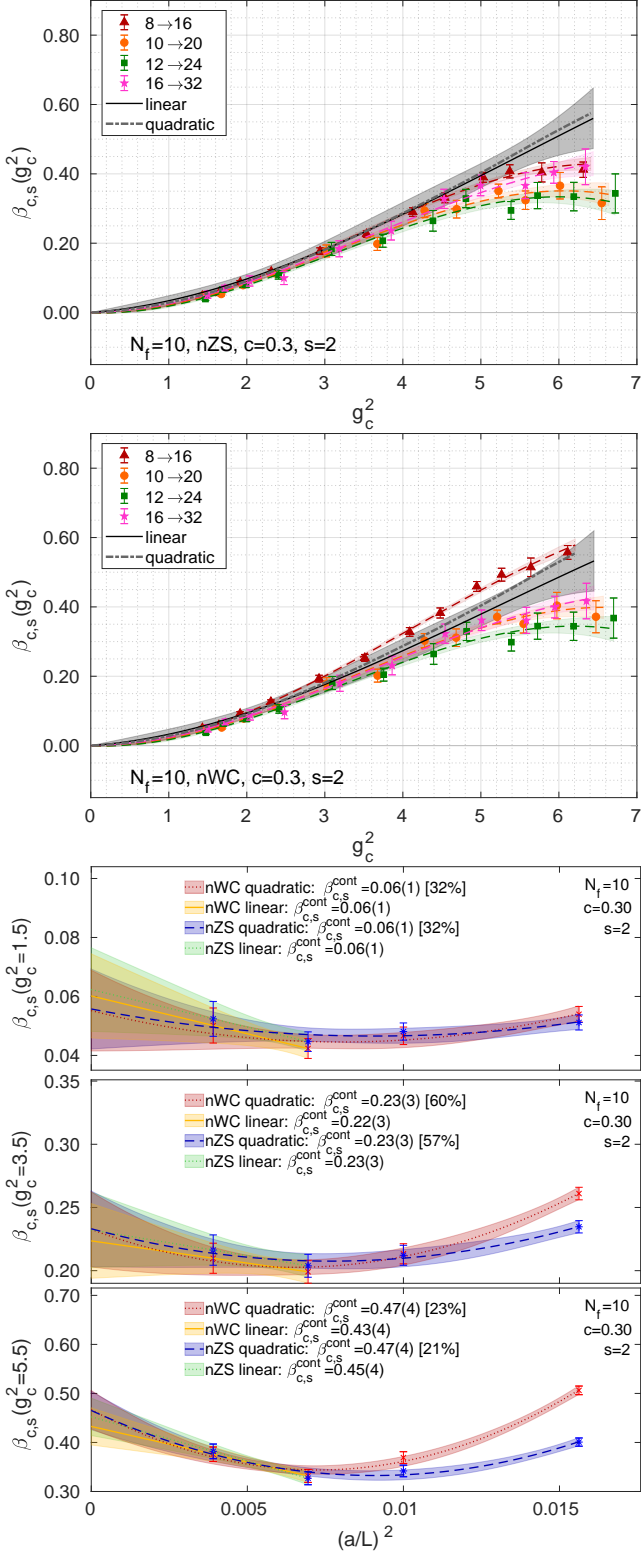 0.80
0.60
0.40
0.20
0.00
β_{c,s}(g_c^2)
8→16
10→20
12→24
16→32
linear
quadratic
N_f=10, nZS, c=0.3, s=2
0 1 2 3 4 5 6 7
g_c^2
0.80
0.60
0.40
0.20
0.00
β_{c,s}(g_c^2)
8→16
10→20
12→24
16→32
linear
quadratic
N_f=10, nWC, c=0.3, s=2
0 1 2 3 4 5 6 7
g_c^2
0.10
0.08
0.06
0.04
β_{c,s}(g_c^2=1.5)
nWC quadratic: β_{c,s}^{cont}=0.06(1) [32%]
nWC linear: β_{c,s}^{cont}=0.06(1)
nZS quadratic: β_{c,s}^{cont}=0.06(1) [32%]
nZS linear: β_{c,s}^{cont}=0.06(1)
N_f=10
c=0.30
s=2
0.35
0.30
0.25
0.20
β_{c,s}(g_c^2=3.5)
nWC quadratic: β_{c,s}^{cont}=0.23(3) [60%]
nWC linear: β_{c,s}^{cont}=0.22(3)
nZS quadratic: β_{c,s}^{cont}=0.23(3) [57%]
nZS linear: β_{c,s}^{cont}=0.23(3)
N_f=10
c=0.30
s=2
0.70
0.60
0.50
0.40
0.30
β_{c,s}(g_c^2=5.5)
nWC quadratic: β_{c,s}^{cont}=0.47(4) [23%]
nWC linear: β_{c,s}^{cont}=0.43(4)
nZS quadratic: β_{c,s}^{cont}=0.47(4) [21%]
nZS linear: β_{c,s}^{cont}=0.45(4)
N_f=10
c=0.30
s=2
0 0.005 0.01 0.015
(a/L)^2